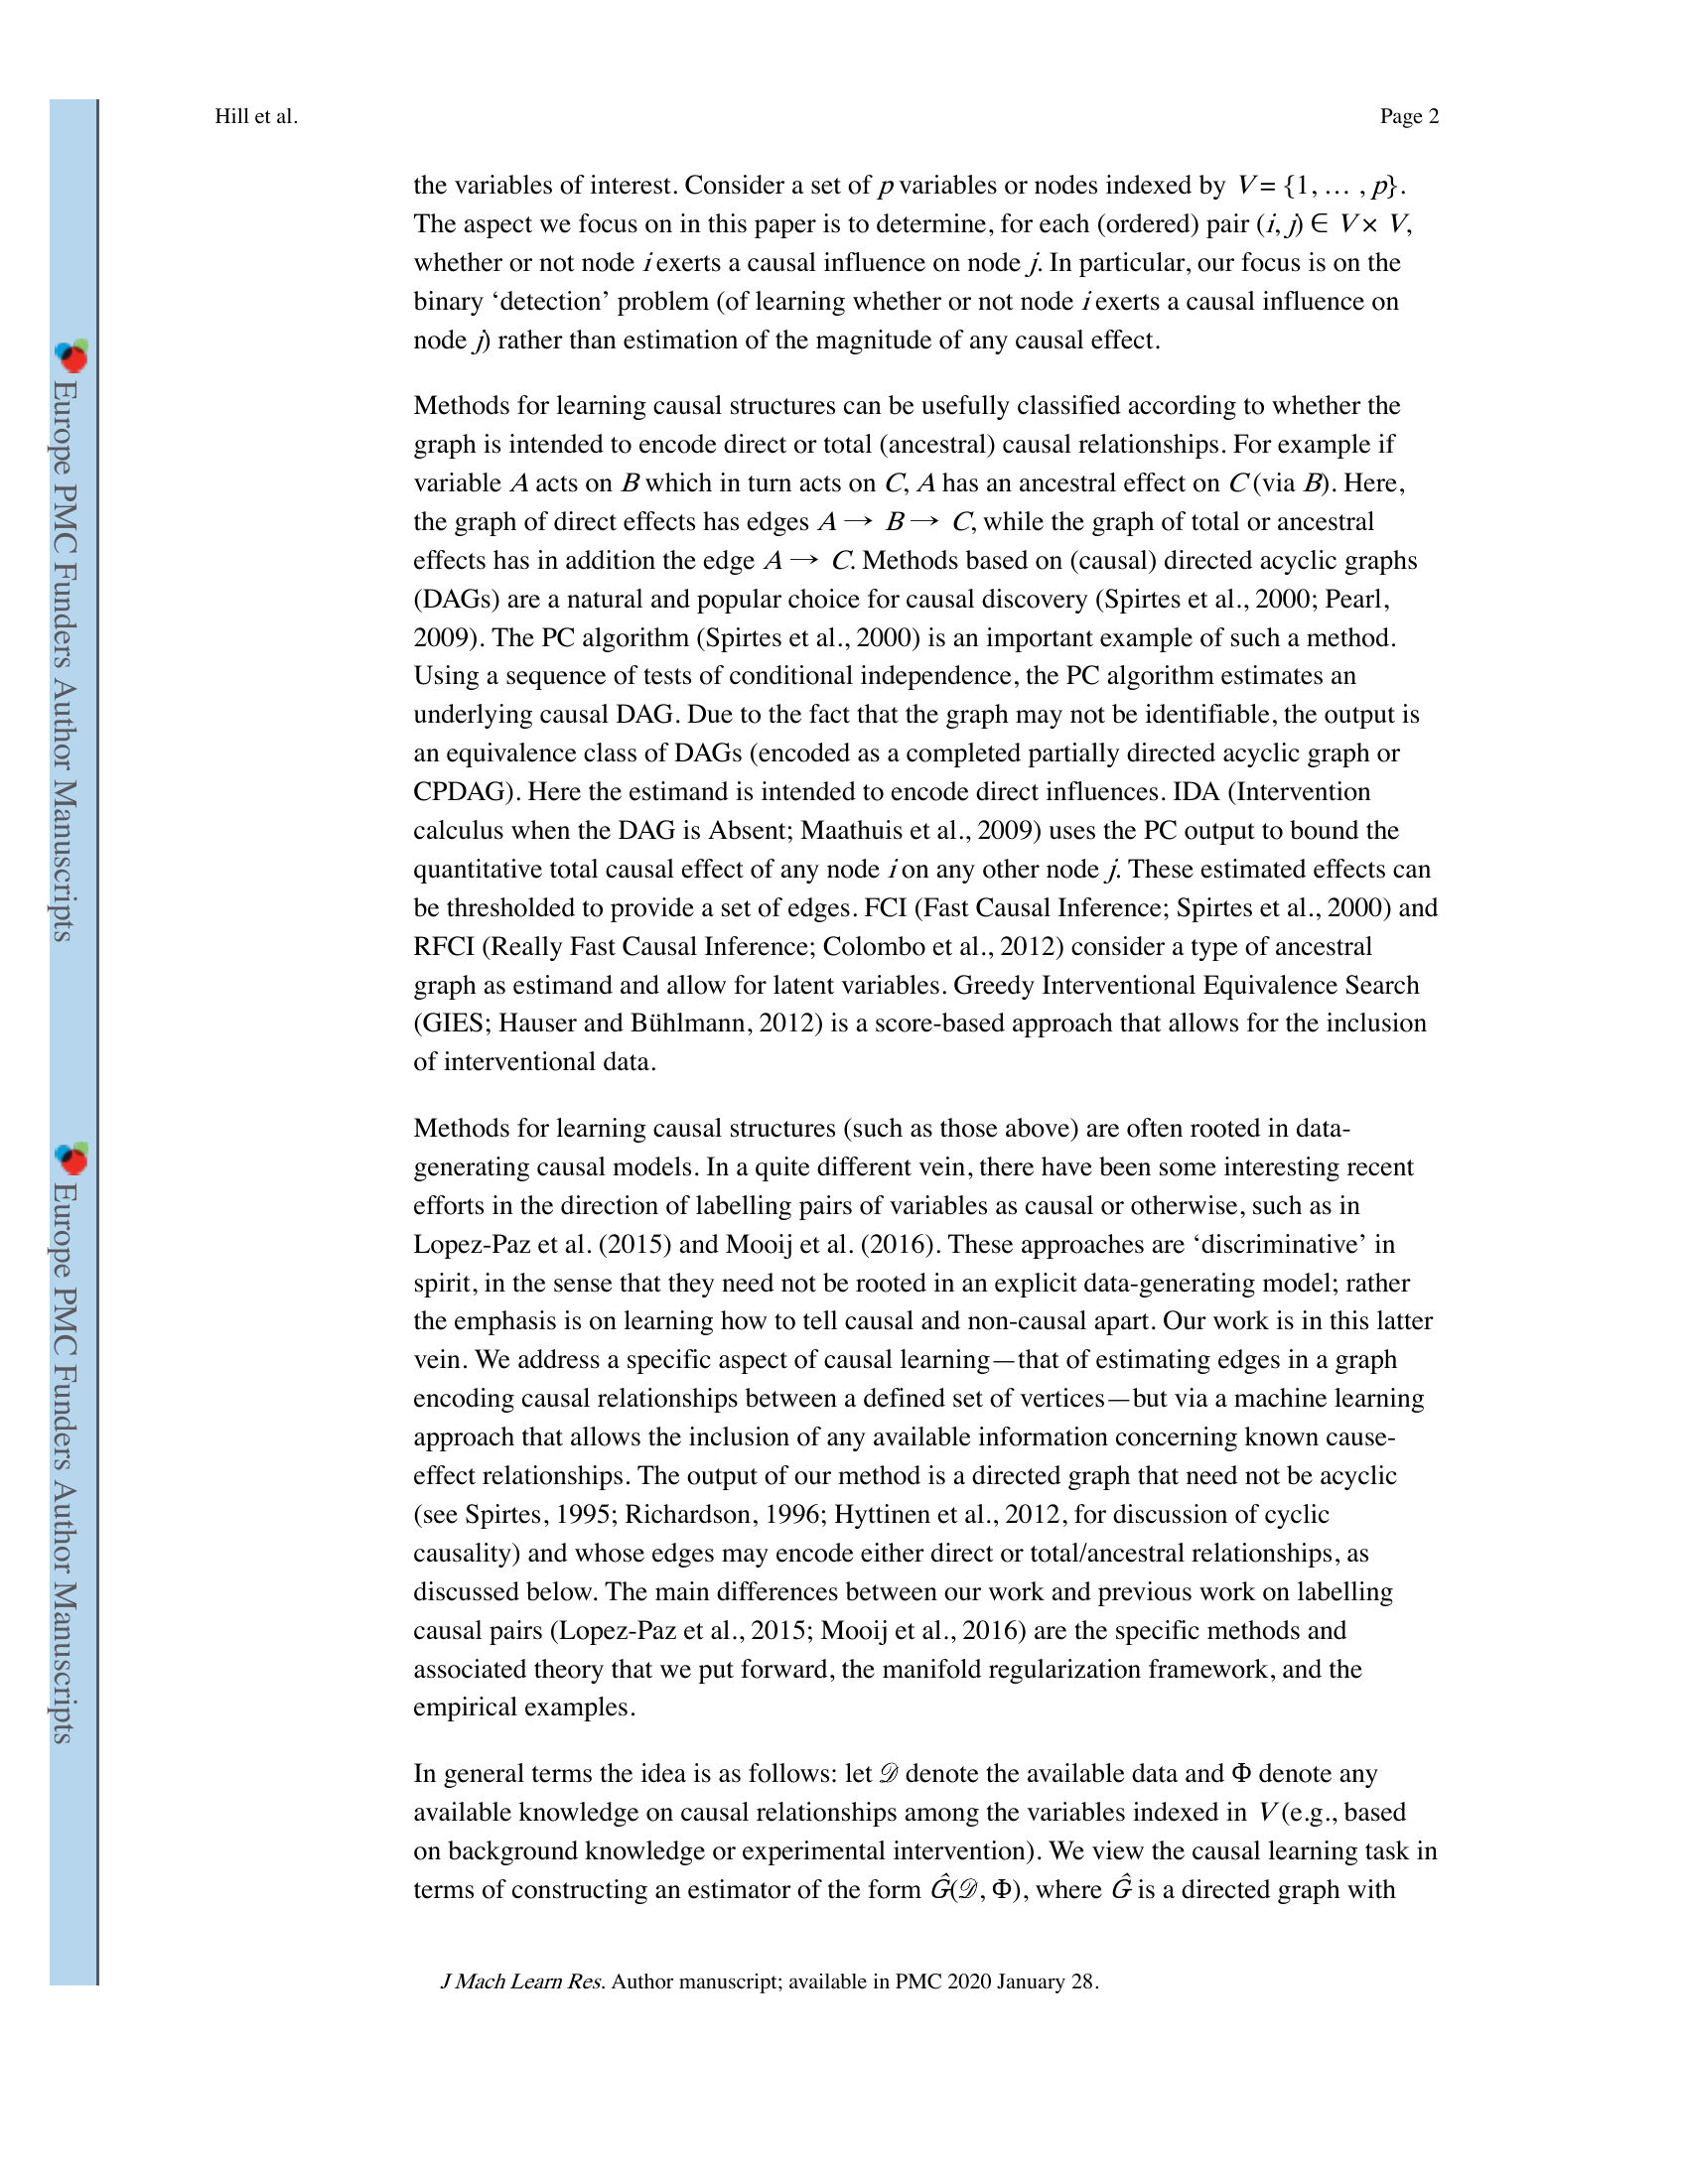 Hill et al.
Page 2
the variables of interest. Consider a set of p variables or nodes indexed by V = {1, … , p}.
The aspect we focus on in this paper is to determine, for each (ordered) pair (i, j) ∈ V × V,
whether or not node i exerts a causal influence on node j. In particular, our focus is on the
binary ‘detection’ problem (of learning whether or not node i exerts a causal influence on
node j) rather than estimation of the magnitude of any causal effect.
Methods for learning causal structures can be usefully classified according to whether the
graph is intended to encode direct or total (ancestral) causal relationships. For example if
variable A acts on B which in turn acts on C, A has an ancestral effect on C (via B). Here,
the graph of direct effects has edges A → B → C, while the graph of total or ancestral
effects has in addition the edge A → C. Methods based on (causal) directed acyclic graphs
(DAGs) are a natural and popular choice for causal discovery (Spirtes et al., 2000; Pearl,
2009). The PC algorithm (Spirtes et al., 2000) is an important example of such a method.
Using a sequence of tests of conditional independence, the PC algorithm estimates an
underlying causal DAG. Due to the fact that the graph may not be identifiable, the output is
an equivalence class of DAGs (encoded as a completed partially directed acyclic graph or
CPDAG). Here the estimand is intended to encode direct influences. IDA (Intervention
calculus when the DAG is Absent; Maathuis et al., 2009) uses the PC output to bound the
quantitative total causal effect of any node i on any other node j. These estimated effects can
be thresholded to provide a set of edges. FCI (Fast Causal Inference; Spirtes et al., 2000) and
RFCI (Really Fast Causal Inference; Colombo et al., 2012) consider a type of ancestral
graph as estimand and allow for latent variables. Greedy Interventional Equivalence Search
(GIES; Hauser and Bühlmann, 2012) is a score-based approach that allows for the inclusion
of interventional data.
Methods for learning causal structures (such as those above) are often rooted in data-
generating causal models. In a quite different vein, there have been some interesting recent
efforts in the direction of labelling pairs of variables as causal or otherwise, such as in
Lopez-Paz et al. (2015) and Mooij et al. (2016). These approaches are ‘discriminative’ in
spirit, in the sense that they need not be rooted in an explicit data-generating model; rather
the emphasis is on learning how to tell causal and non-causal apart. Our work is in this latter
vein. We address a specific aspect of causal learning—that of estimating edges in a graph
encoding causal relationships between a defined set of vertices—but via a machine learning
approach that allows the inclusion of any available information concerning known cause-
effect relationships. The output of our method is a directed graph that need not be acyclic
(see Spirtes, 1995; Richardson, 1996; Hyttinen et al., 2012, for discussion of cyclic
causality) and whose edges may encode either direct or total/ancestral relationships, as
discussed below. The main differences between our work and previous work on labelling
causal pairs (Lopez-Paz et al., 2015; Mooij et al., 2016) are the specific methods and
associated theory that we put forward, the manifold regularization framework, and the
empirical examples.
In general terms the idea is as follows: let 𝒟 denote the available data and Φ denote any
available knowledge on causal relationships among the variables indexed in V (e.g., based
on background knowledge or experimental intervention). We view the causal learning task in
terms of constructing an estimator of the form Ĝ(𝒟, Φ), where Ĝ is a directed graph with
J Mach Learn Res. Author manuscript; available in PMC 2020 January 28.
Europe PMC Funders Author Manuscripts
Europe PMC Funders Author Manuscripts